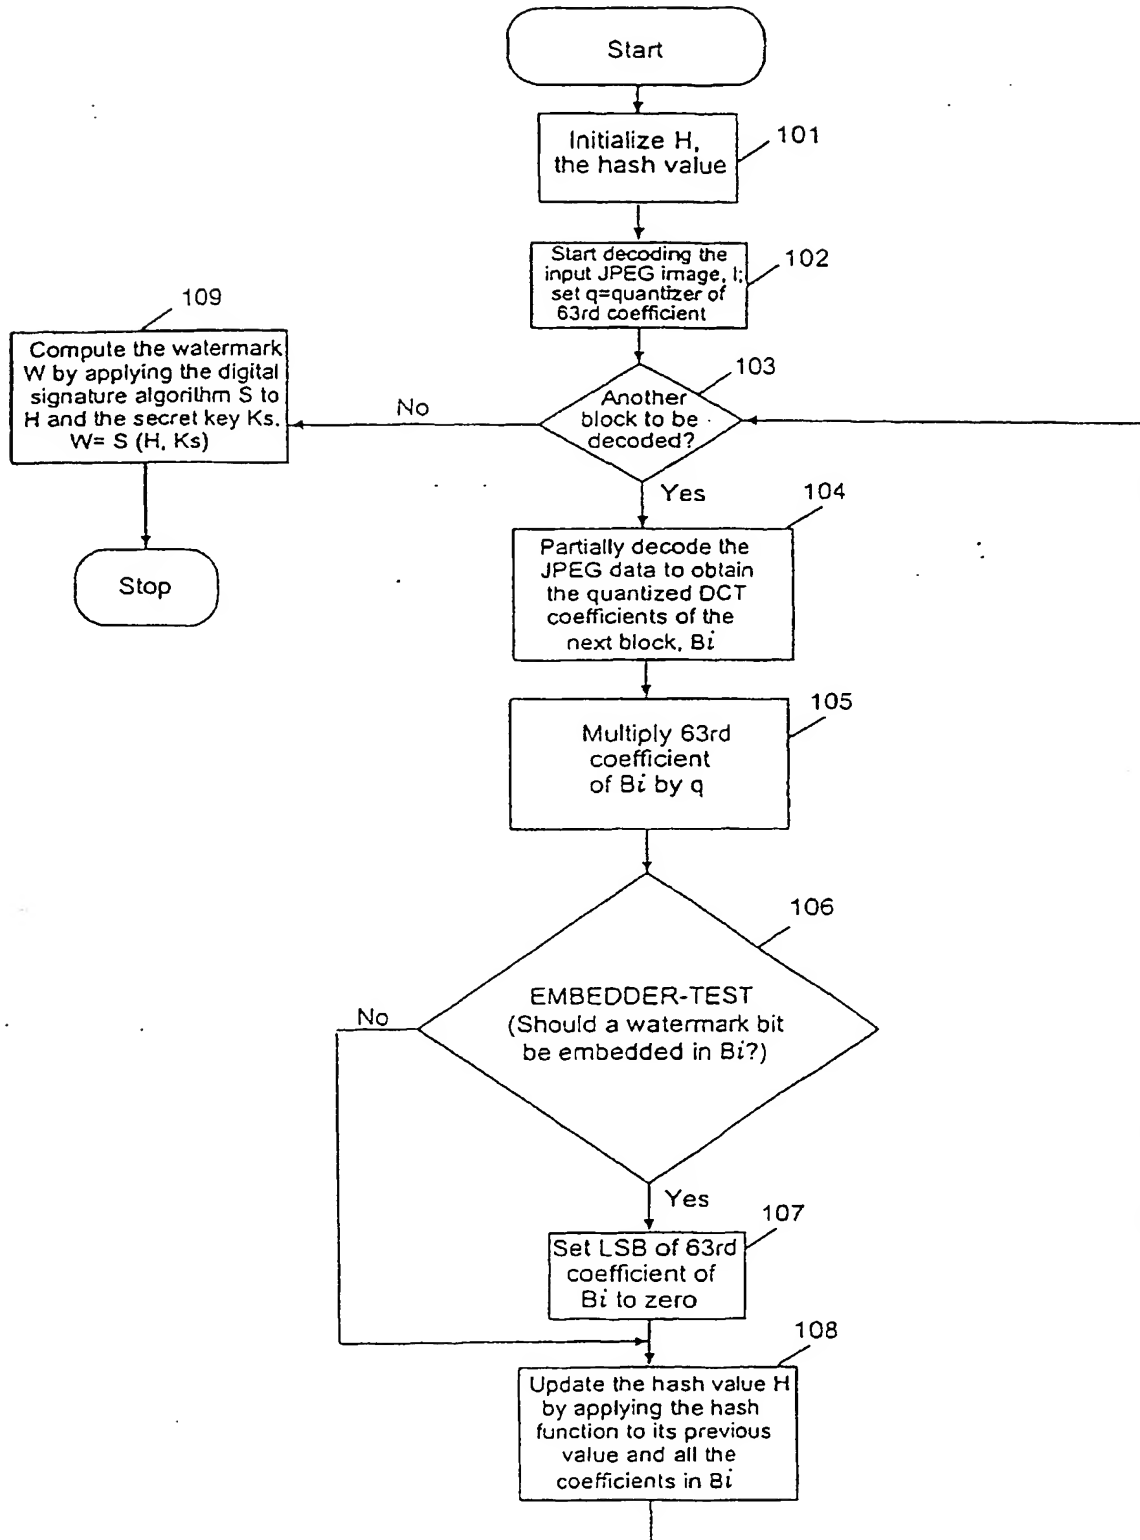 Start
Initialize H,
the hash value
101
Start decoding the
input JPEG image, I;
set q=quantizer of
63rd coefficient
102
103
Another
block to be
decoded?
No
Yes
109
Compute the watermark
W by applying the digital
signature algorithm S to
H and the secret key Ks.
W= S (H, Ks)
Stop
104
Partially decode the
JPEG data to obtain
the quantized DCT
coefficients of the
next block, Bi
105
Multiply 63rd
coefficient
of Bi by q
106
EMBEDDER-TEST
(Should a watermark bit
be embedded in Bi?)
No
Yes
107
Set LSB of 63rd
coefficient of
Bi to zero
108
Update the hash value H
by applying the hash
function to its previous
value and all the
coefficients in Bi